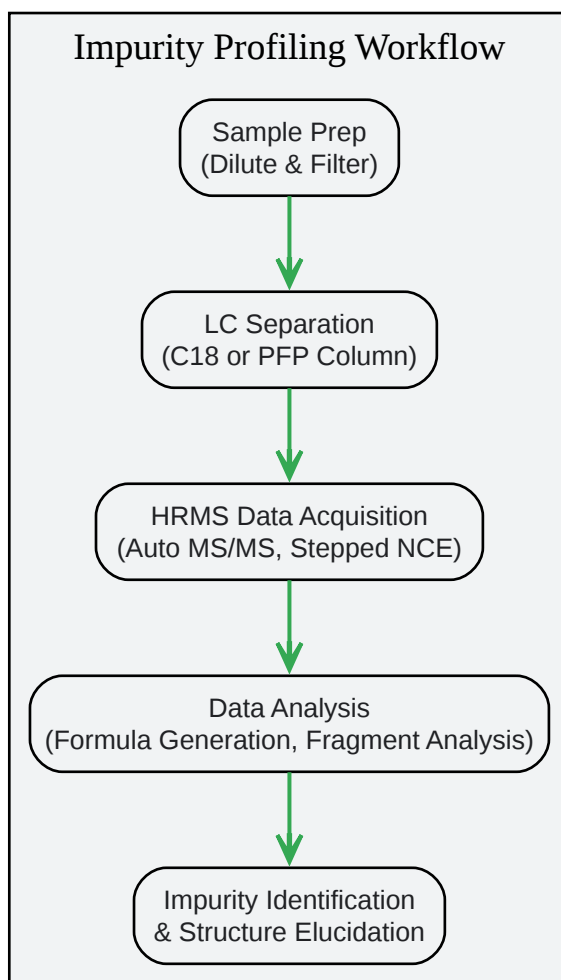 Impurity Profiling Workflow
Sample Prep
(Dilute & Filter)
LC Separation
(C18 or PFP Column)
HRMS Data Acquisition
(Auto MS/MS, Stepped NCE)
Data Analysis
(Formula Generation, Fragment Analysis)
Impurity Identification
& Structure Elucidation